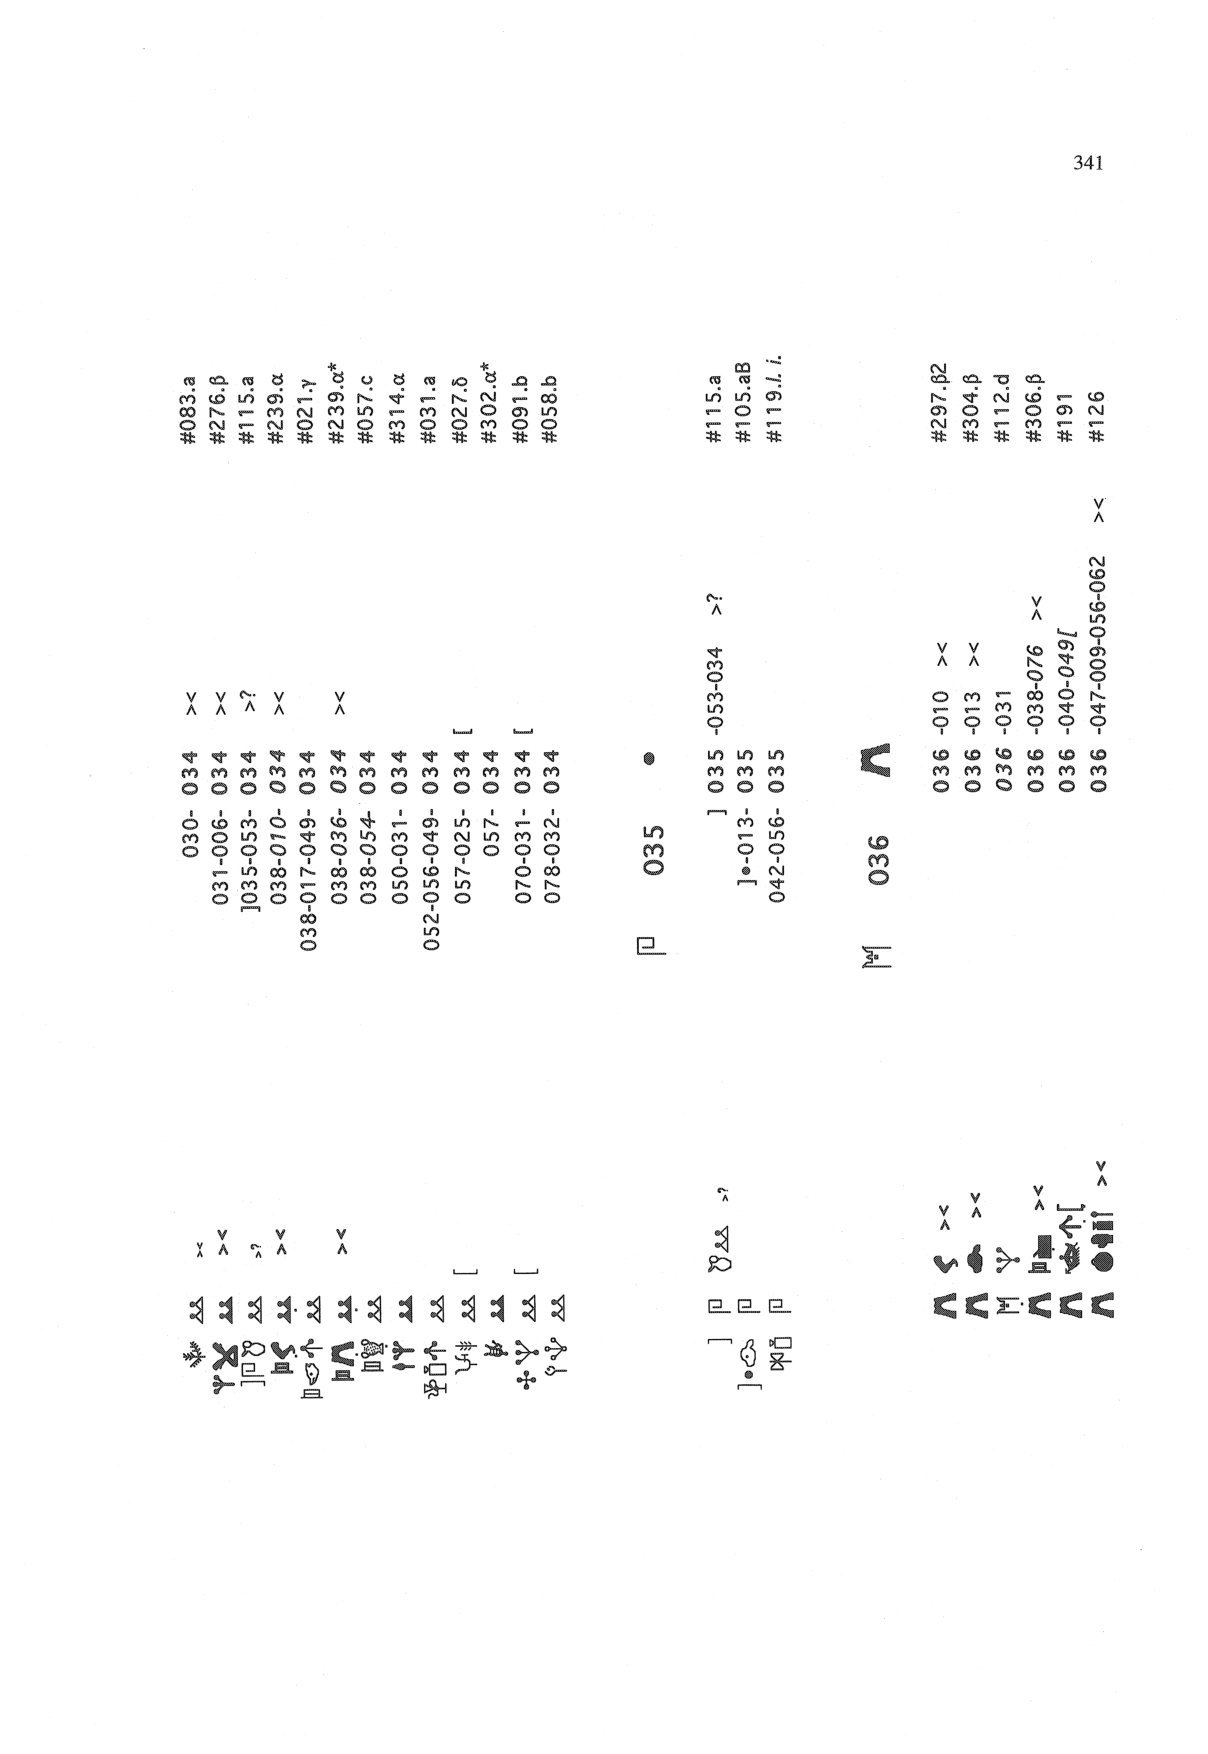 341
030- 034 >< #083.a
031-006- 034 >< #276.β
]035-053- 034 >? #115.a
038-010- 034 >< #239.α
038-017-049- 034 #021.γ
038-036- 034 >< #239.α*
038-054- 034 #057.c
050-031- 034 #314.α
052-056-049- 034 #031.a
057-025- 034 [ #027.δ
057- 034 #302.α*
070-031- 034 [ #091.b
078-032- 034 #058.b
035 •
] 035 -053-034 >? #115.a
]•-013- 035 #105.aB
042-056- 035 #119.l. i.
036
036 -010 >< #297.β2
036 -013 >< #304.β
036 -031 #112.d
036 -038-076 >< #306.β
036 -040-049[ #191
036 -047-009-056-062 >< #126